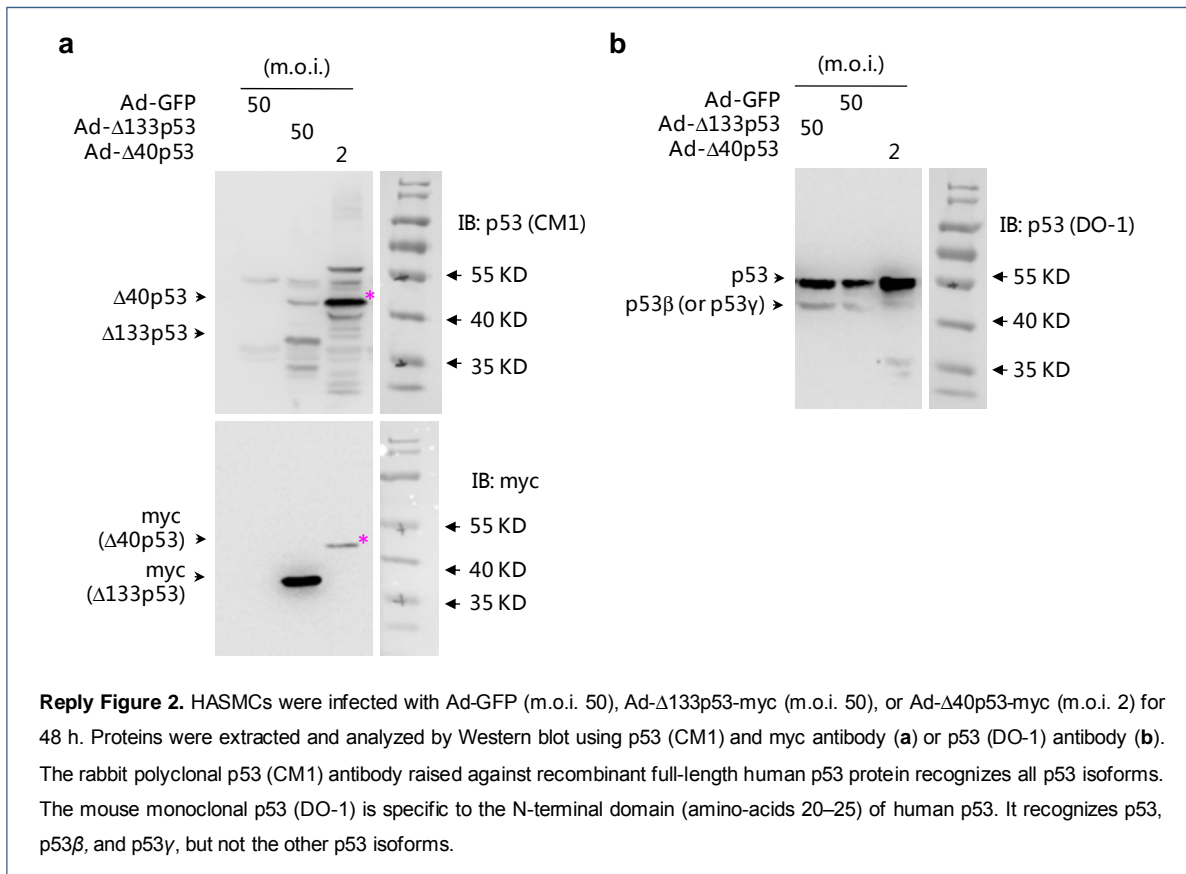 a
(m.o.i.)
Ad-GFP 50
Ad-Δ133p53 50
Ad-Δ40p53 2
IB: p53 (CM1)
55 KD
Δ40p53 *
40 KD
Δ133p53
35 KD
IB: myc
myc
(Δ40p53) *
55 KD
myc
(Δ133p53)
40 KD
35 KD
b
(m.o.i.)
Ad-GFP 50
Ad-Δ133p53 50
Ad-Δ40p53 2
IB: p53 (DO-1)
p53 55 KD
p53β (or p53γ)
40 KD
35 KD
Reply Figure 2. HASMCs were infected with Ad-GFP (m.o.i. 50), Ad-Δ133p53-myc (m.o.i. 50), or Ad-Δ40p53-myc (m.o.i. 2) for
48 h. Proteins were extracted and analyzed by Western blot using p53 (CM1) and myc antibody (a) or p53 (DO-1) antibody (b).
The rabbit polyclonal p53 (CM1) antibody raised against recombinant full-length human p53 protein recognizes all p53 isoforms.
The mouse monoclonal p53 (DO-1) is specific to the N-terminal domain (amino-acids 20–25) of human p53. It recognizes p53,
p53β, and p53γ, but not the other p53 isoforms.